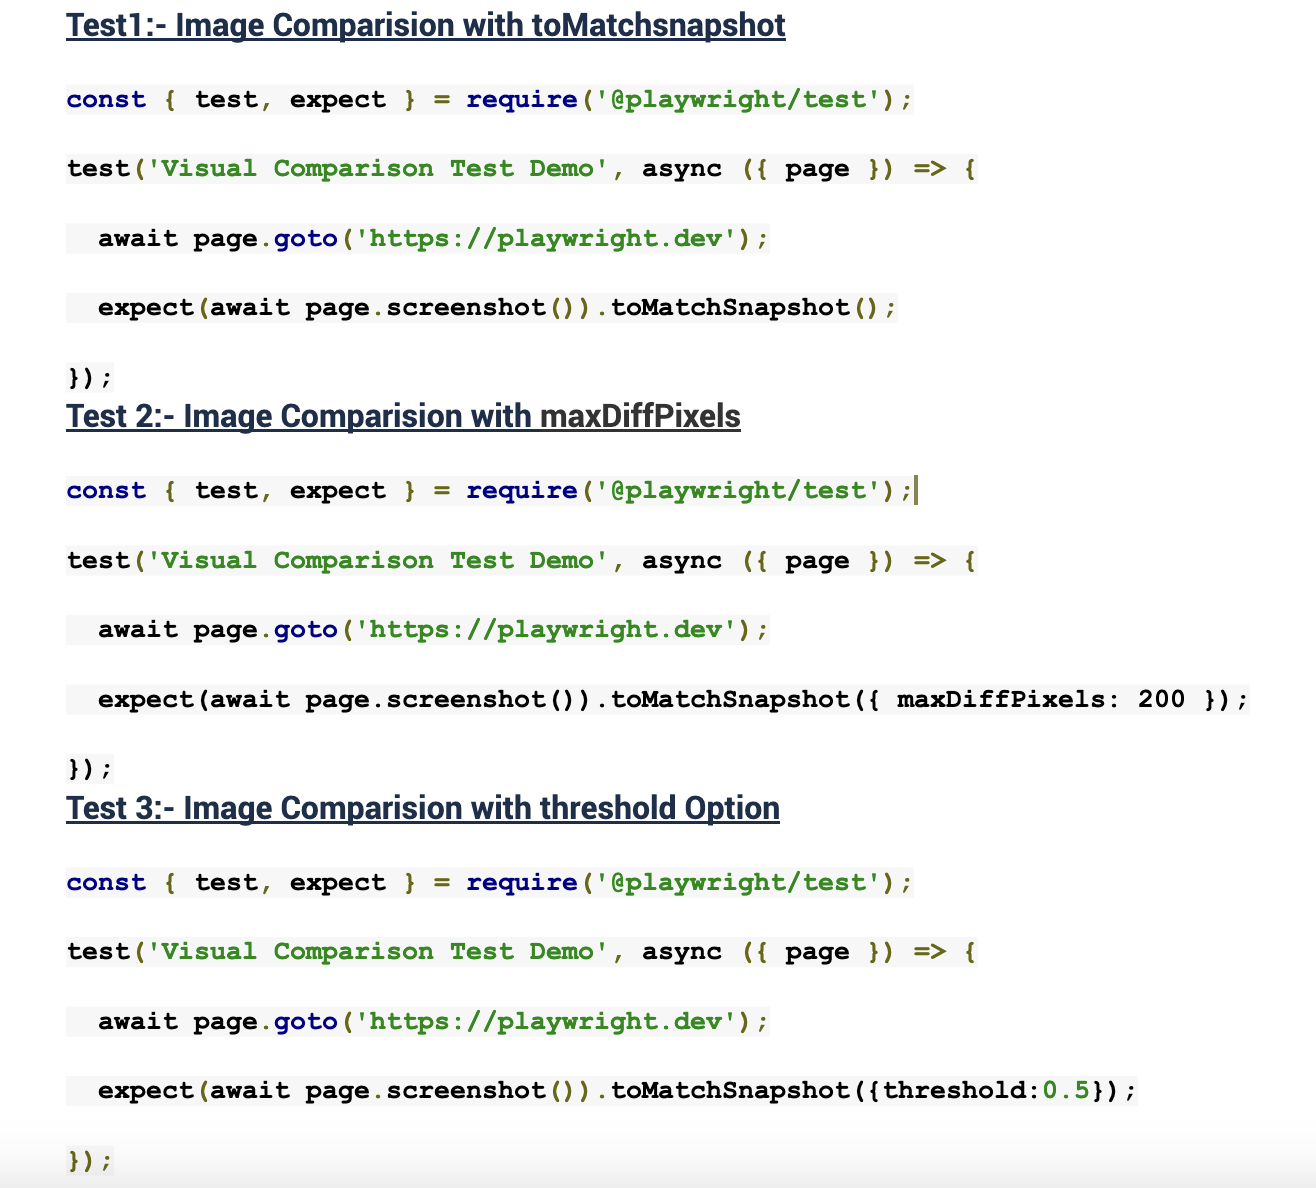 Test1:- Image Comparision with toMatchsnapshot
const { test, expect } = require('@playwright/test');
test('Visual Comparison Test Demo', async ({ page }) => {
  await page.goto('https://playwright.dev');
  expect(await page.screenshot()).toMatchSnapshot();
});
Test 2:- Image Comparision with maxDiffPixels
const { test, expect } = require('@playwright/test');
test('Visual Comparison Test Demo', async ({ page }) => {
  await page.goto('https://playwright.dev');
  expect(await page.screenshot()).toMatchSnapshot({ maxDiffPixels: 200 });
});
Test 3:- Image Comparision with threshold Option
const { test, expect } = require('@playwright/test');
test('Visual Comparison Test Demo', async ({ page }) => {
  await page.goto('https://playwright.dev');
  expect(await page.screenshot()).toMatchSnapshot({threshold:0.5});
});